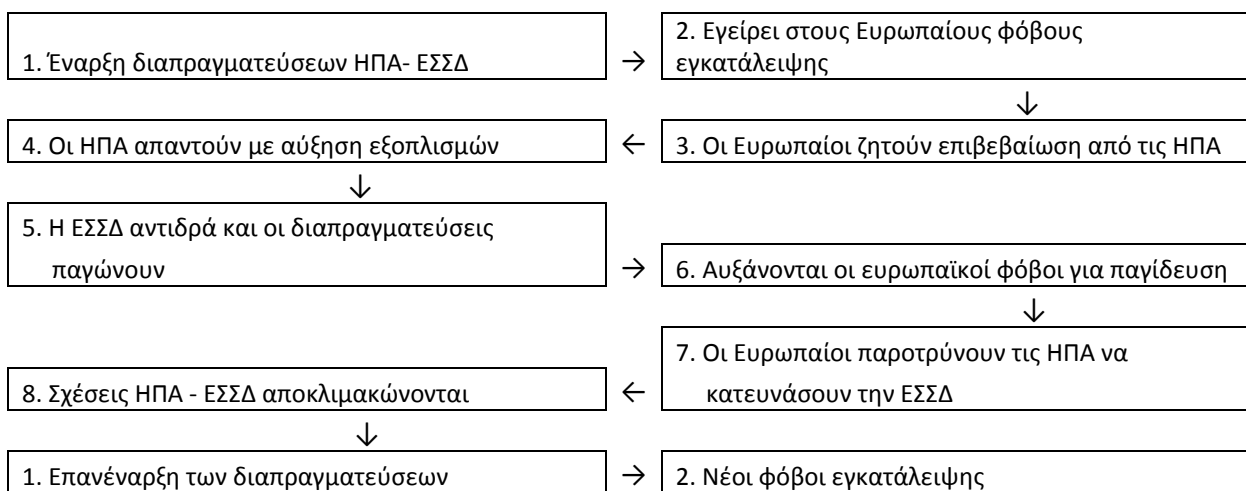 1. Έναρξη διαπραγματεύσεων ΗΠΑ- ΕΣΣΔ
→
2. Εγείρει στους Ευρωπαίους φόβους
εγκατάλειψης
↓
3. Οι Ευρωπαίοι ζητούν επιβεβαίωση από τις ΗΠΑ
←
4. Οι ΗΠΑ απαντούν με αύξηση εξοπλισμών
↓
5. Η ΕΣΣΔ αντιδρά και οι διαπραγματεύσεις
παγώνουν
→
6. Αυξάνονται οι ευρωπαϊκοί φόβοι για παγίδευση
↓
7. Οι Ευρωπαίοι παροτρύνουν τις ΗΠΑ να
κατευνάσουν την ΕΣΣΔ
←
8. Σχέσεις ΗΠΑ - ΕΣΣΔ αποκλιμακώνονται
↓
1. Επανέναρξη των διαπραγματεύσεων
→
2. Νέοι φόβοι εγκατάλειψης